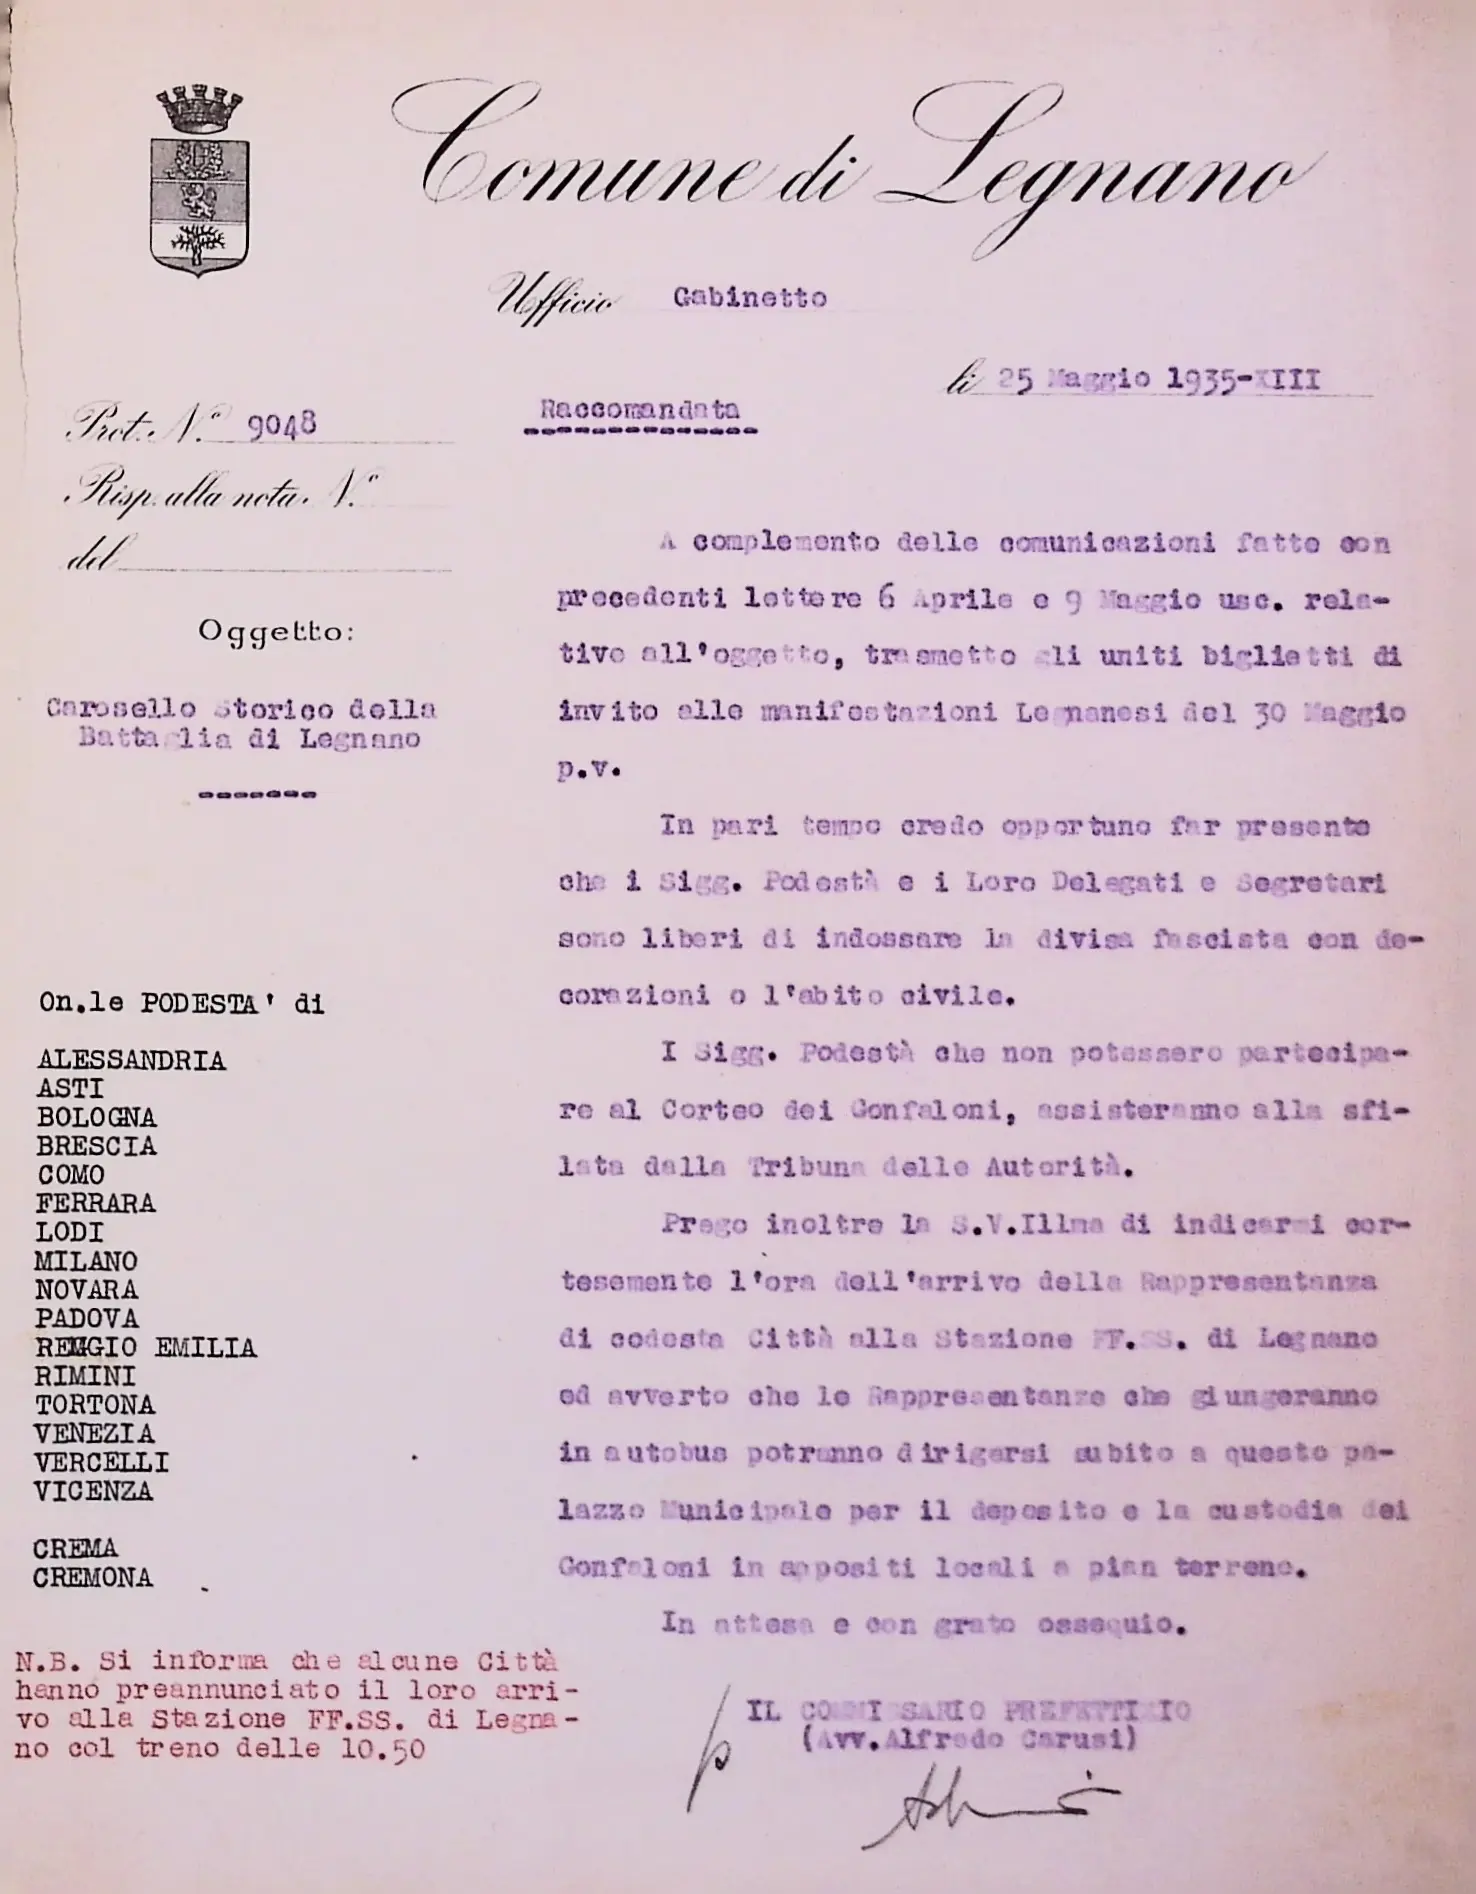 Comune di Legnano
Ufficio Gabinetto
li 25 Maggio 1935-XIII
Prot. N.° 9048
Raccomandata
Risp. alla nota. N.°
del
Oggetto:
Carosello Storico della
Battaglia di Legnano
A complemento delle comunicazioni fatte con
precedenti lettere 6 Aprile e 9 Maggio usc. rela-
tive all'oggetto, trasmetto gli uniti biglietti di
invito alle manifestazioni Legnanesi del 30 Maggio
p.v.
In pari tempo credo opportuno far presente
che i Sigg. Podestà e i Loro Delegati e Segretari
sono liberi di indossare la divisa fascista con de-
corazioni o l'abito civile.
I Sigg. Podestà che non potessero partecipa-
re al Corteo dei Gonfaloni, assisteranno alla sfi-
lata dalla Tribuna delle Autorità.
Prego inoltre la S.V.Illma di indicarmi cor-
tesemente l'ora dell'arrivo della Rappresentanza
di codesta Città alla Stazione FF.SS. di Legnano
ed avverto che le Rappresentanze che giungeranno
in autobus potranno dirigersi subito a questo pa-
lazzo Municipale per il deposito e la custodia dei
Gonfaloni in appositi locali a pian terreno.
In attesa e con grato ossequio.
IL COMMISSARIO PREFETTIZIO
(Avv.Alfredo Carusi)
On.le PODESTA' di
ALESSANDRIA
ASTI
BOLOGNA
BRESCIA
COMO
FERRARA
LODI
MILANO
NOVARA
PADOVA
REGGIO EMILIA
RIMINI
TORTONA
VENEZIA
VERCELLI
VICENZA
CREMA
CREMONA
N.B. Si informa che alcune Città
hanno preannunciato il loro arri-
vo alla Stazione FF.SS. di Legna-
no col treno delle 10.50